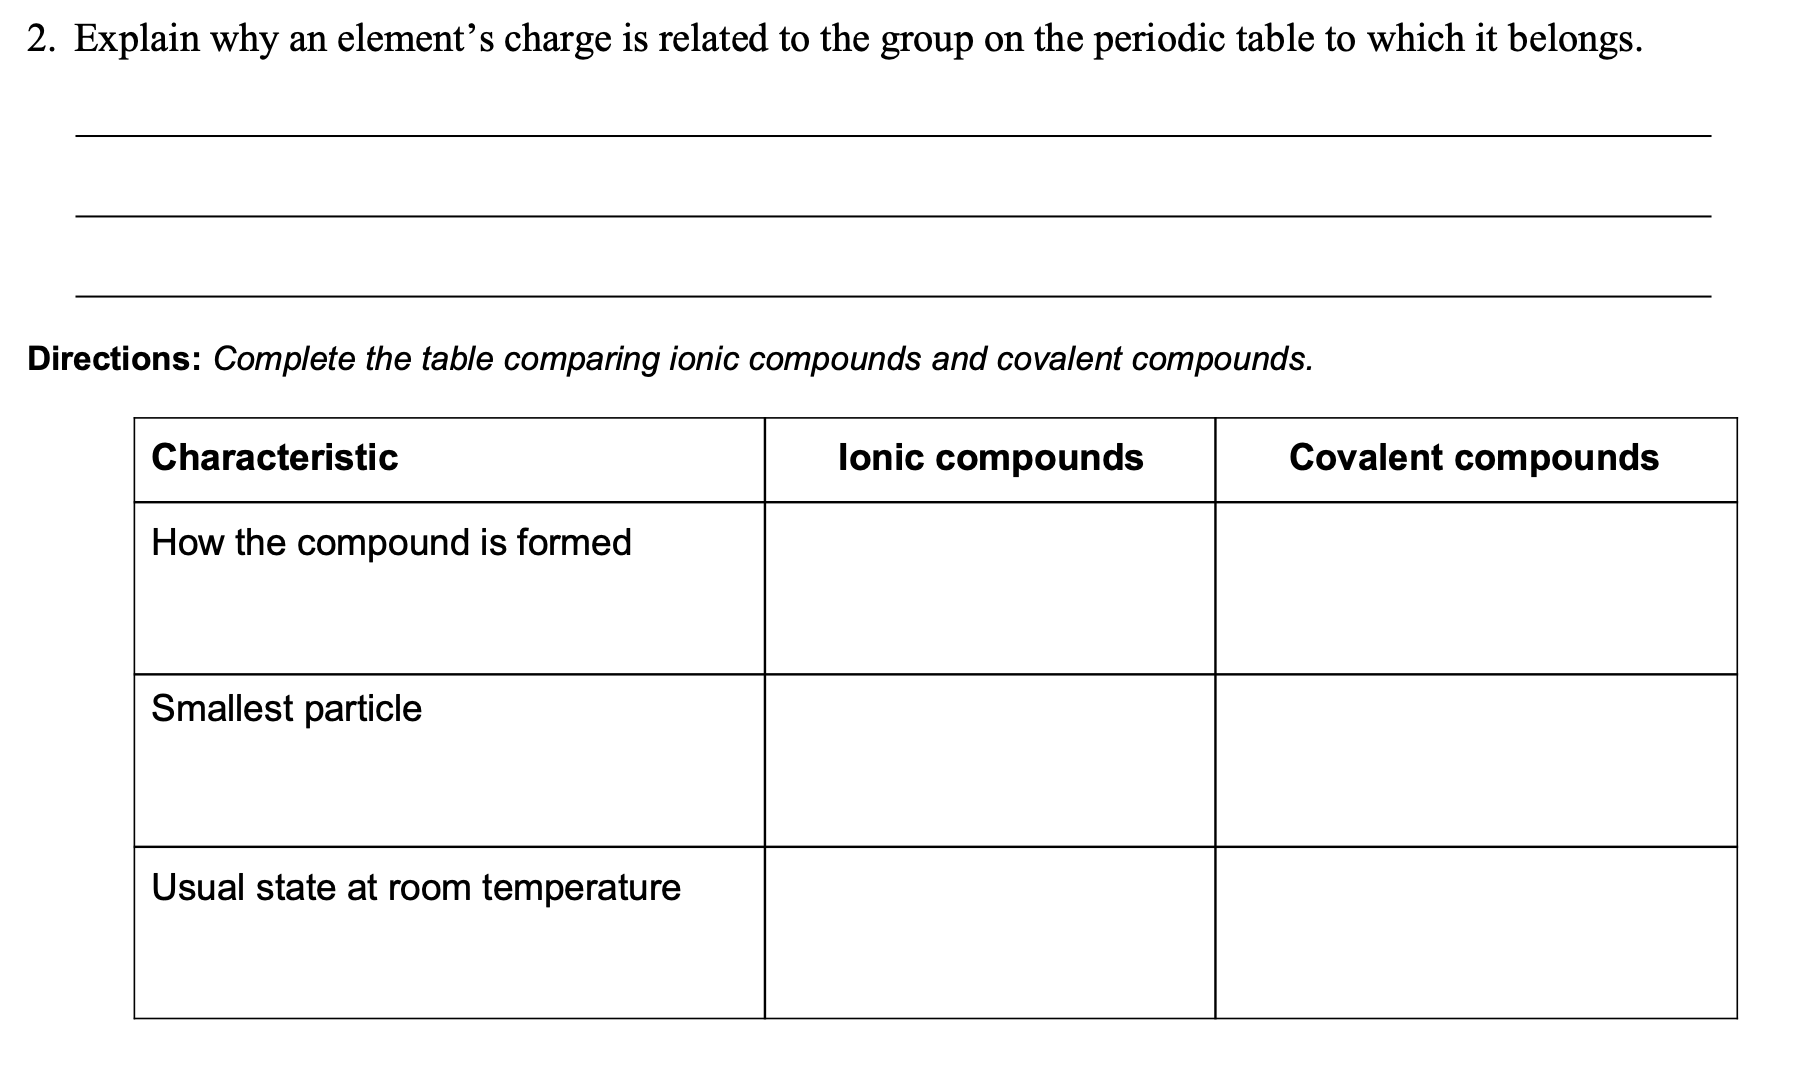 2. Explain why an element’s charge is related to the group on the periodic table to which it belongs.
Directions: Complete the table comparing ionic compounds and covalent compounds.
Characteristic Ionic compounds Covalent compounds
How the compound is formed
Smallest particle
Usual state at room temperature